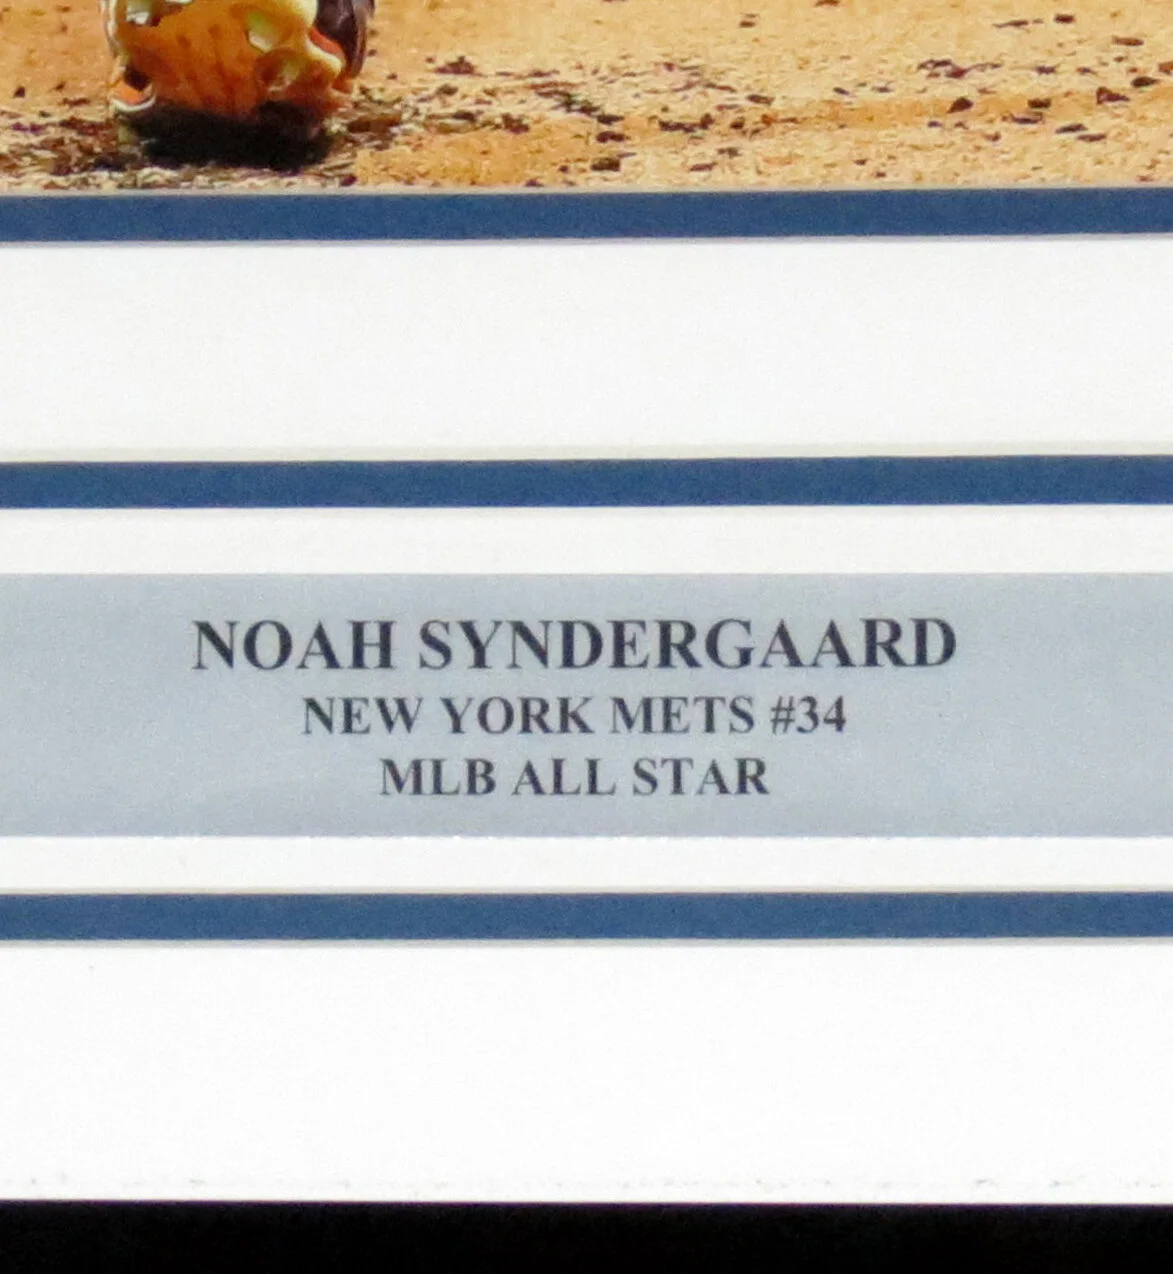 NOAH SYNDERGAARD
NEW YORK METS #34
MLB ALL STAR